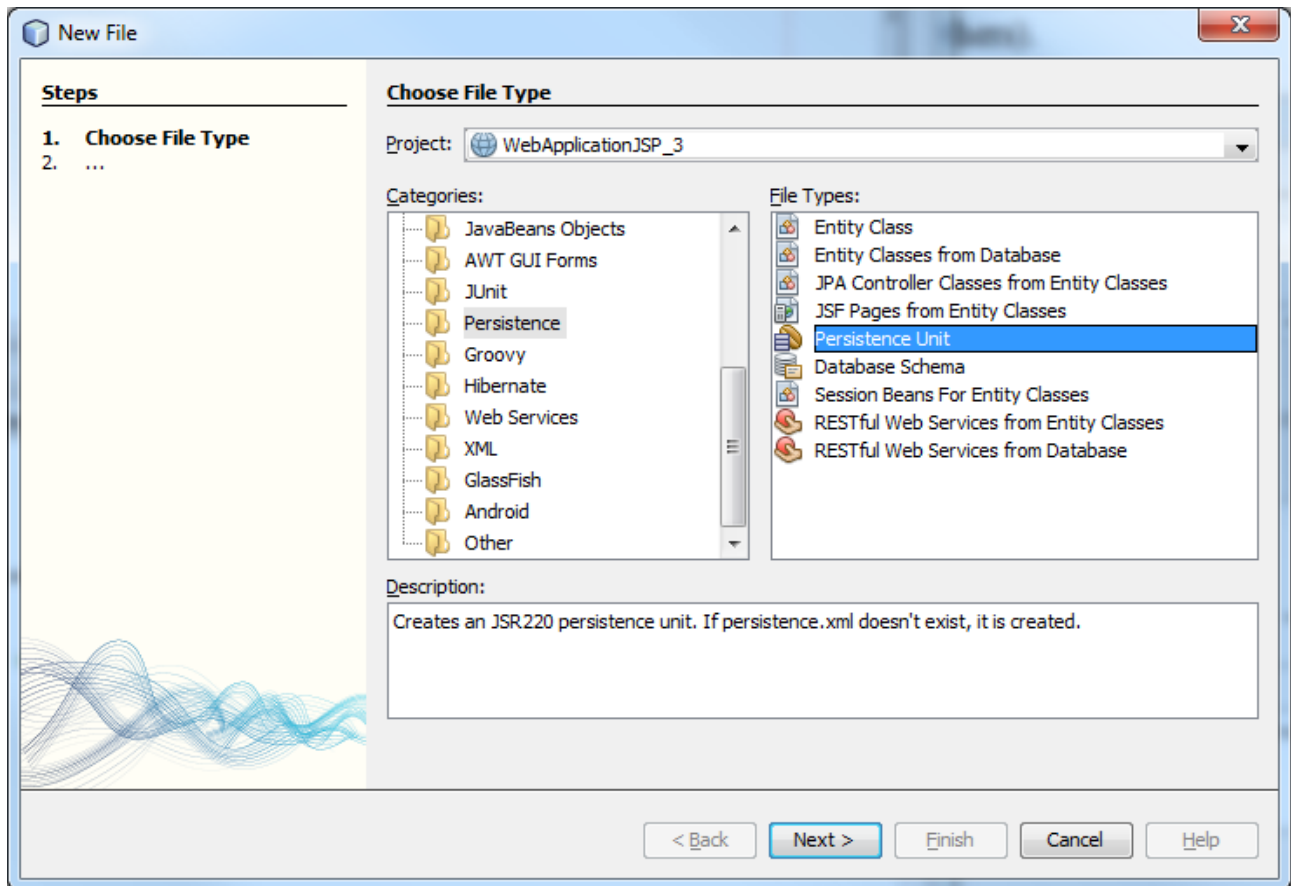 New File
Steps
1. Choose File Type
2. ...
Choose File Type
Project: WebApplicationJSP_3
Categories:
JavaBeans Objects
AWT GUI Forms
JUnit
Persistence
Groovy
Hibernate
Web Services
XML
GlassFish
Android
Other
File Types:
Entity Class
Entity Classes from Database
JPA Controller Classes from Entity Classes
JSF Pages from Entity Classes
Persistence Unit
Database Schema
Session Beans For Entity Classes
RESTful Web Services from Entity Classes
RESTful Web Services from Database
Description:
Creates an JSR220 persistence unit. If persistence.xml doesn't exist, it is created.
< Back
Next >
Finish
Cancel
Help